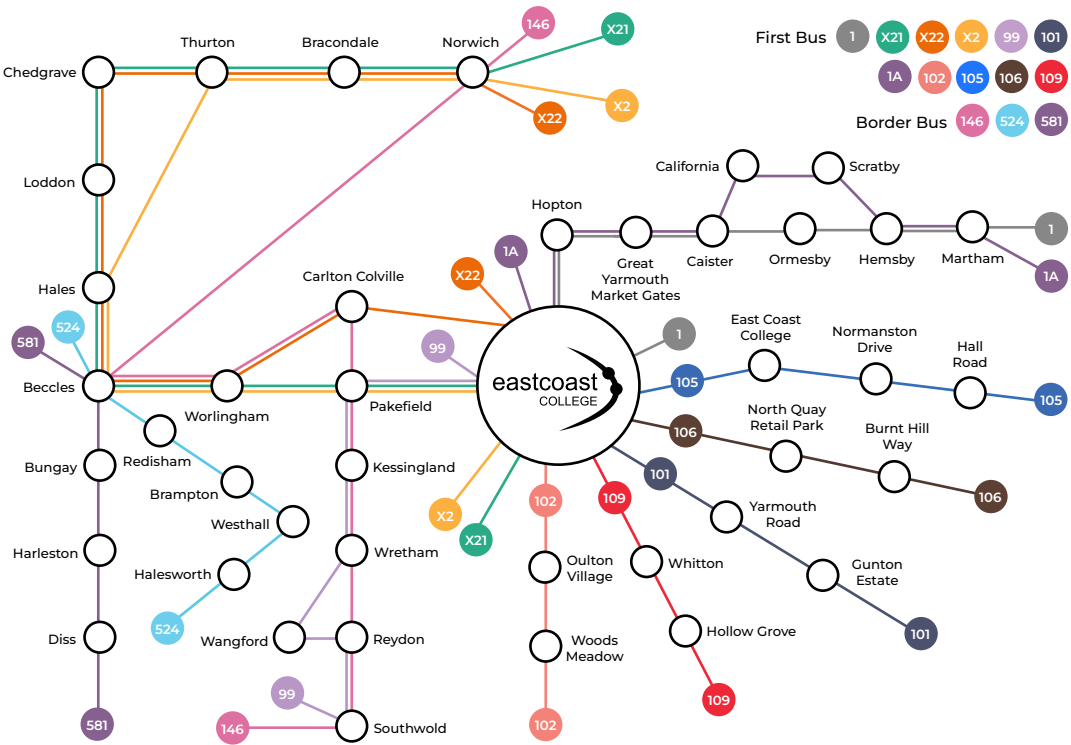 First Bus 1 X21 X22 X2 99 101
1A 102 105 106 109
Border Bus 146 524 581
146
X21
X2
X22
Thurton
Bracondale
Norwich
Chedgrave
Loddon
Hales
Beccles
581
524
Worlingham
Carlton Colville
Pakefield
99
X22
1A
Hopton
Great
Yarmouth
Market Gates
Caister
California
Scratby
Ormesby
Hemsby
Martham
1
1A
eastcoast
COLLEGE
1
105
East Coast
College
Normanston
Drive
Hall
Road
105
106
North Quay
Retail Park
Burnt Hill
Way
106
101
Yarmouth
Road
Gunton
Estate
101
109
Whitton
Hollow Grove
109
102
Oulton
Village
Woods
Meadow
102
X2
X21
Kessingland
Wretham
Wangford
Reydon
99
146
Southwold
Redisham
Brampton
Westhall
Halesworth
524
Bungay
Harleston
Diss
581